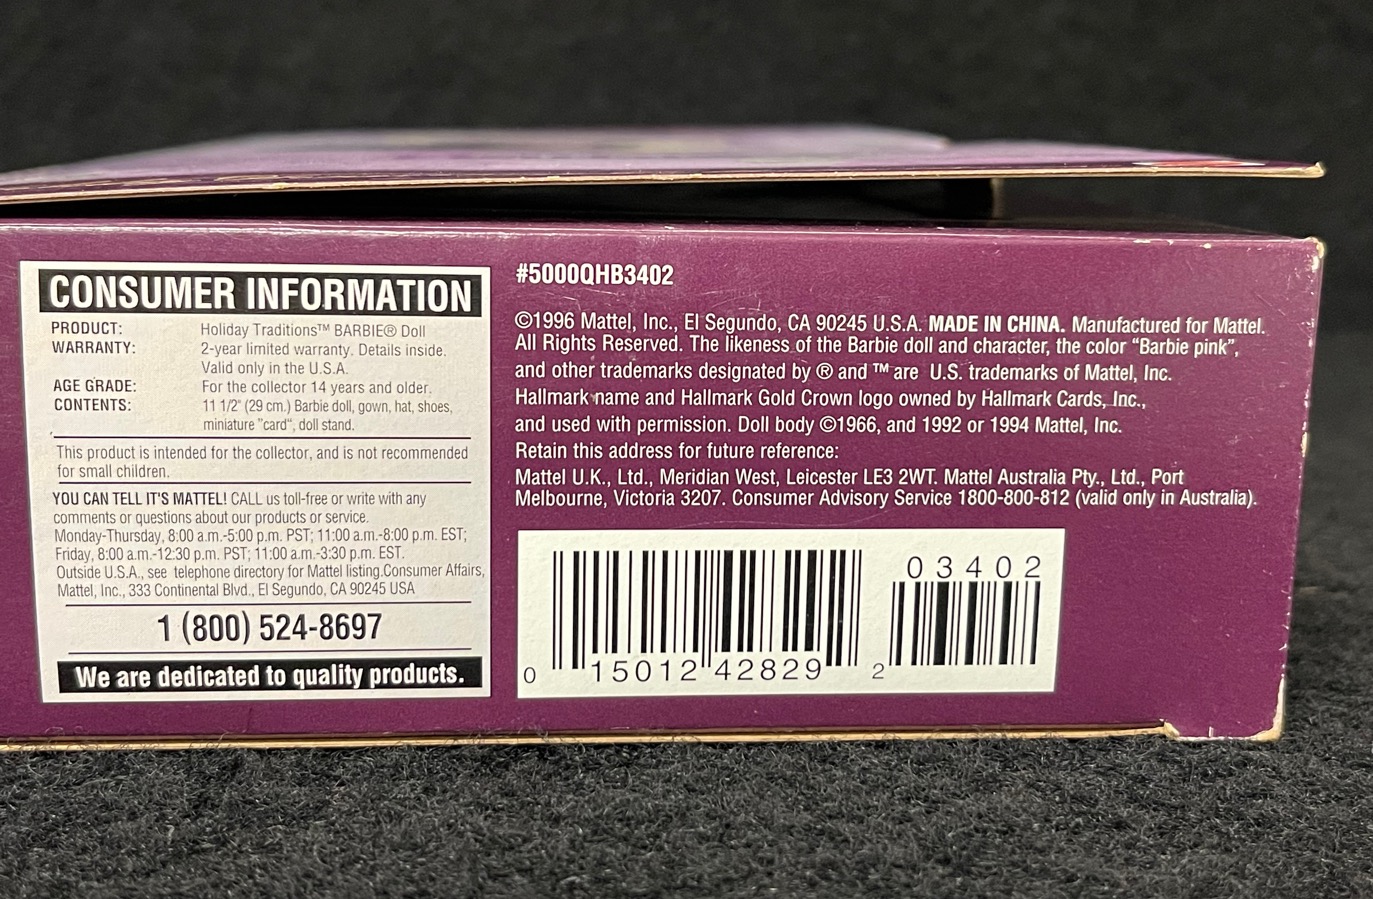 CONSUMER INFORMATION
PRODUCT: Holiday Traditions™ BARBIE® Doll
WARRANTY: 2-year limited warranty. Details inside.
Valid only in the U.S.A.
AGE GRADE: For the collector 14 years and older.
CONTENTS: 11 1/2" (29 cm.) Barbie doll, gown, hat, shoes,
miniature "card", doll stand.
This product is intended for the collector, and is not recommended
for small children.
YOU CAN TELL IT'S MATTEL! CALL us toll-free or write with any
comments or questions about our products or service.
Monday-Thursday, 8:00 a.m.-5:00 p.m. PST; 11:00 a.m.-8:00 p.m. EST;
Friday, 8:00 a.m.-12:30 p.m. PST; 11:00 a.m.-3:30 p.m. EST.
Outside U.S.A., see telephone directory for Mattel listing.Consumer Affairs,
Mattel, Inc., 333 Continental Blvd., El Segundo, CA 90245 USA
1 (800) 524-8697
We are dedicated to quality products.
#5000QHB3402
©1996 Mattel, Inc., El Segundo, CA 90245 U.S.A. MADE IN CHINA. Manufactured for Mattel.
All Rights Reserved. The likeness of the Barbie doll and character, the color "Barbie pink",
and other trademarks designated by ® and ™ are U.S. trademarks of Mattel, Inc.
Hallmark name and Hallmark Gold Crown logo owned by Hallmark Cards, Inc.,
and used with permission. Doll body ©1966, and 1992 or 1994 Mattel, Inc.
Retain this address for future reference:
Mattel U.K., Ltd., Meridian West, Leicester LE3 2WT. Mattel Australia Pty., Ltd., Port
Melbourne, Victoria 3207. Consumer Advisory Service 1800-800-812 (valid only in Australia).
03402
0 15012 42829 2